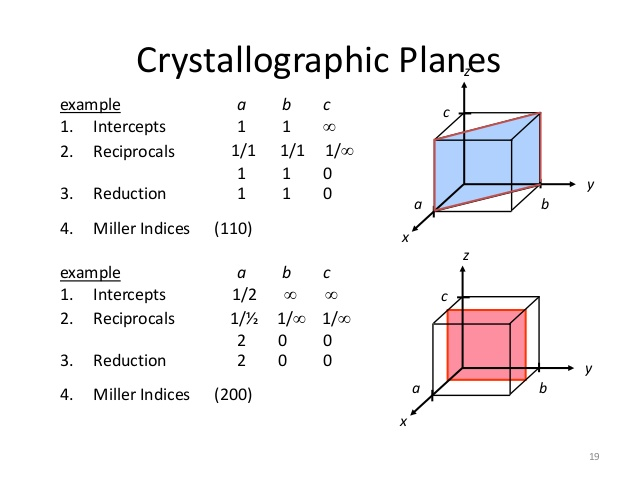 Crystallographic Planes
example a b c
1. Intercepts 1 1 ∞
2. Reciprocals 1/1 1/1 1/∞
1 1 0
3. Reduction 1 1 0
4. Miller Indices (110)
z
c
y
a
b
x
example a b c
1. Intercepts 1/2 ∞ ∞
2. Reciprocals 1/½ 1/∞ 1/∞
2 0 0
3. Reduction 2 0 0
4. Miller Indices (200)
z
c
y
a
b
x
19